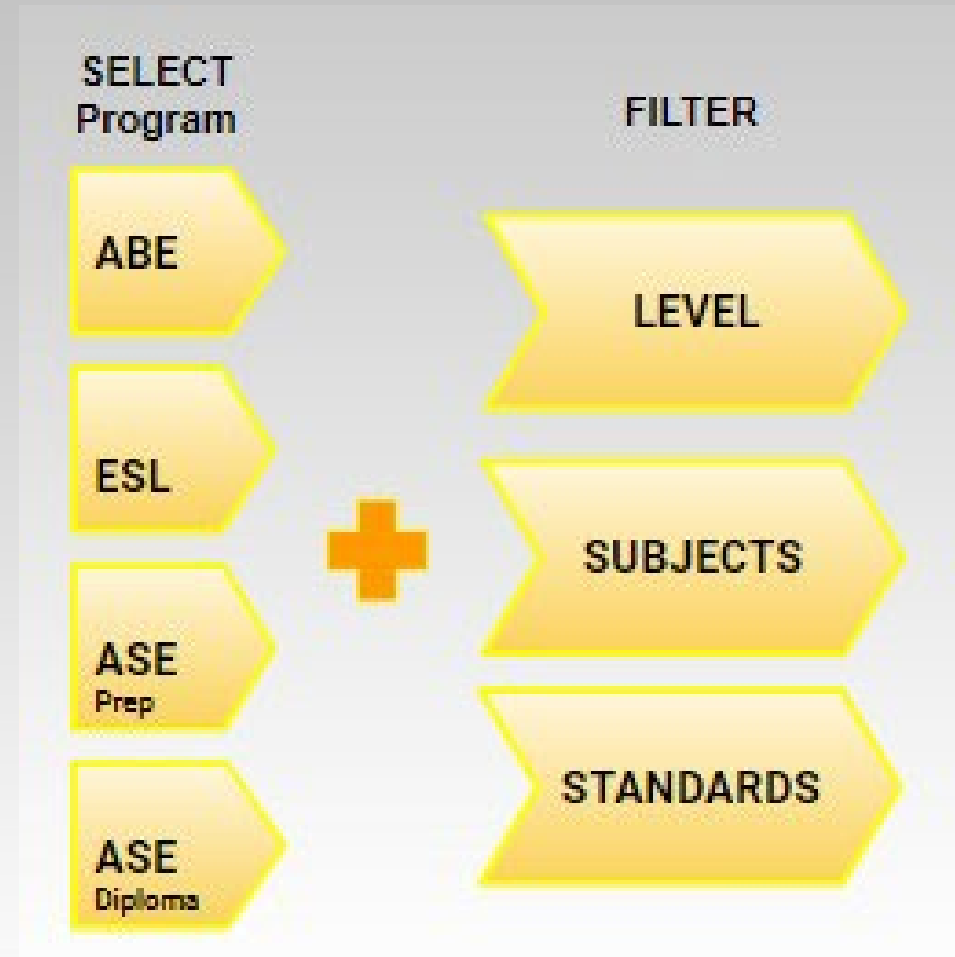 SELECT
Program
ABE
ESL
ASE
Prep
ASE
Diploma
FILTER
LEVEL
SUBJECTS
STANDARDS